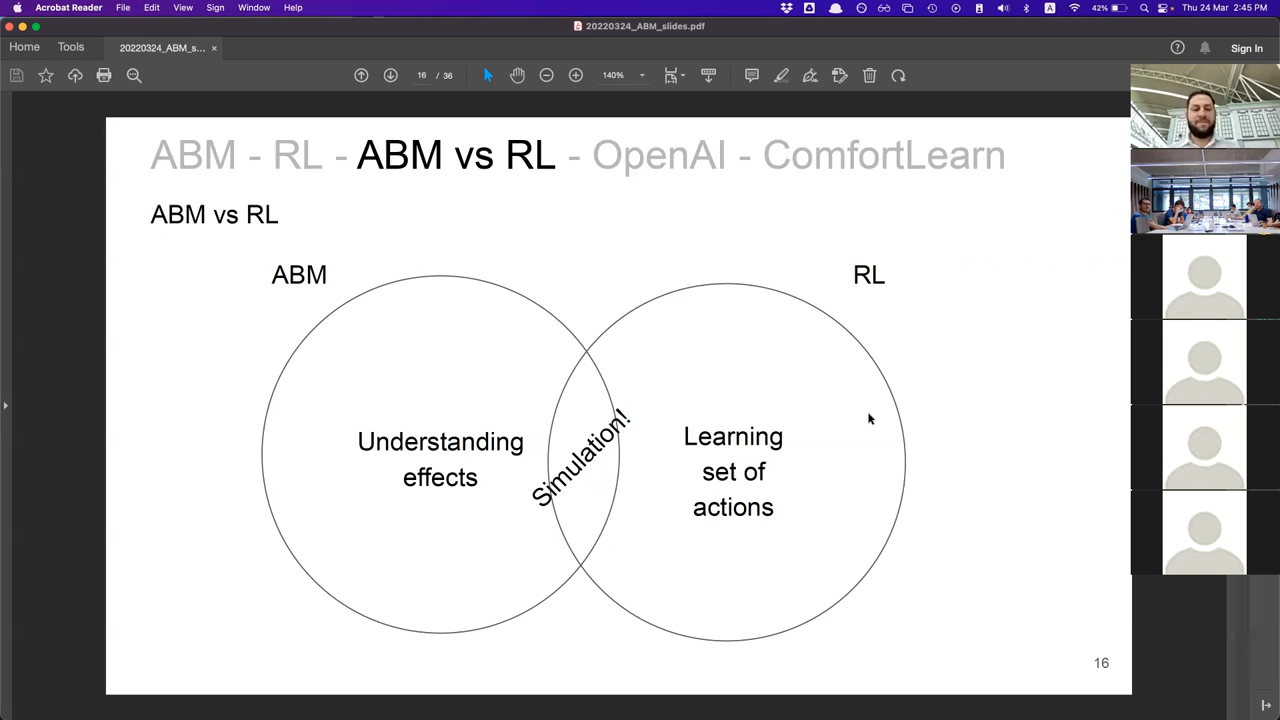 Acrobat Reader File Edit View Sign Window Help 42% A Thu 24 Mar 2:45 PM
20220324_ABM_slides.pdf
Home Tools 20220324_ABM_s... × Sign In
16 / 36 140%
ABM - RL - ABM vs RL - OpenAI - ComfortLearn
ABM vs RL
ABM
RL
Understanding
effects
Simulation!
Learning
set of
actions
16